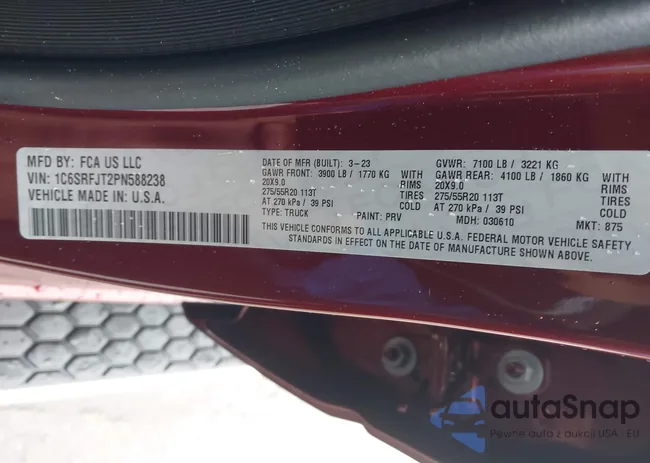 MFD BY: FCA US LLC
VIN: 1C6SRFJT2PN588238
VEHICLE MADE IN U.S.A.
DATE OF MFR (BUILT): 3-23 GVWR: 7100 LB / 3221 KG
GAWR FRONT: 3900 LB / 1770 KG WITH GAWR REAR: 4100 LB / 1860 KG WITH
20X9.0 RIMS 20X9.0 RIMS
275/55R20 113T TIRES 275/55R20 113T TIRES
AT 270 kPa / 39 PSI COLD AT 270 kPa / 39 PSI COLD
TYPE: TRUCK PAINT: PRV MDH: 030610 MKT: 875
THIS VEHICLE CONFORMS TO ALL APPLICABLE U.S.A. FEDERAL MOTOR VEHICLE SAFETY
STANDARDS IN EFFECT ON THE DATE OF MANUFACTURE SHOWN ABOVE.
autaSnap
Pewne auta z aukcji USA, EU